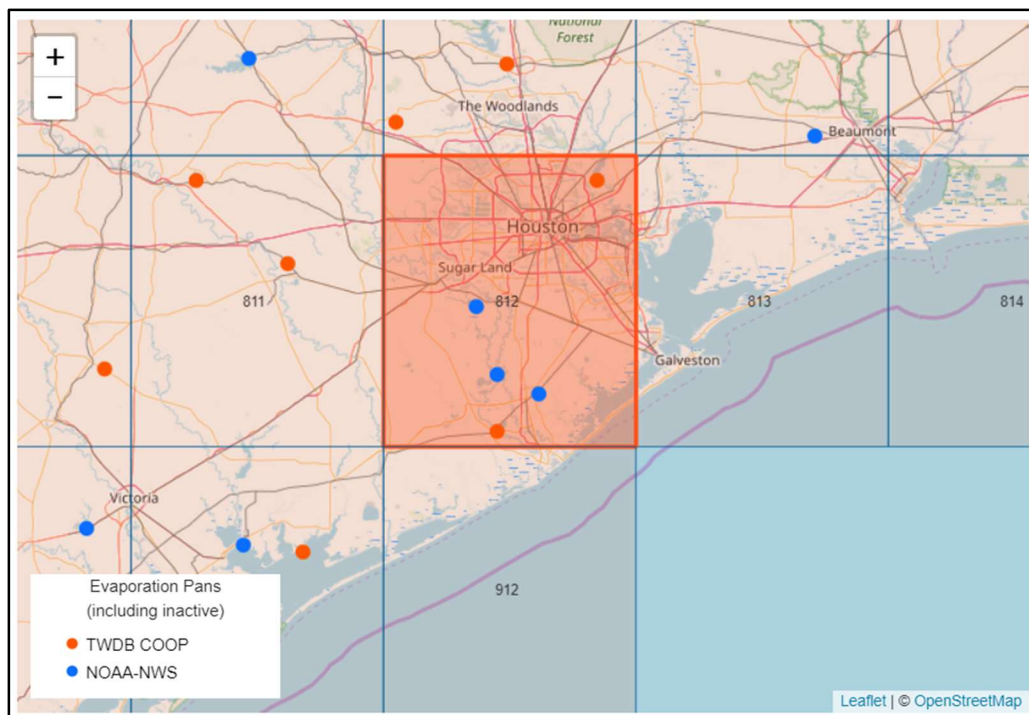 National
Forest
+
−
The Woodlands
Beaumont
Houston
Sugar Land
811
812
813
814
Galveston
Victoria
912
Evaporation Pans
(including inactive)
TWDB COOP
NOAA-NWS
Leaflet | © OpenStreetMap